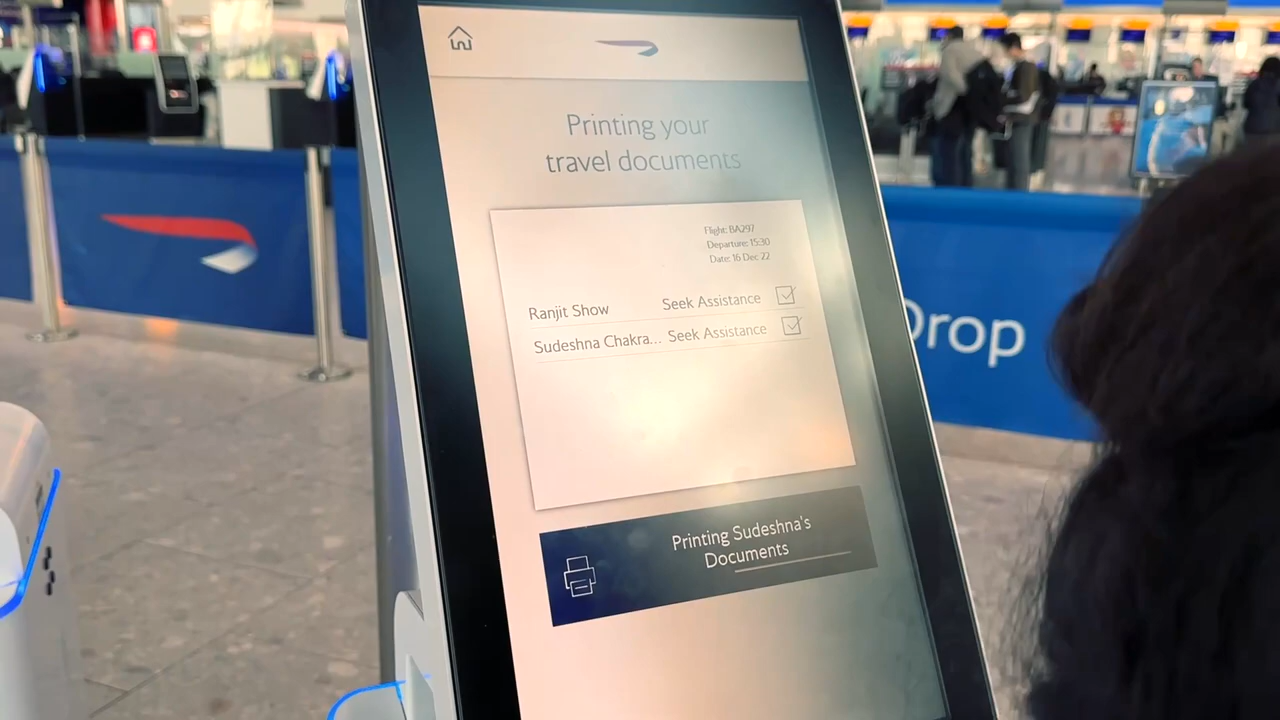 Printing your
travel documents
Flight: BA297
Departure: 15:30
Date: 16 Dec 22
Ranjit Show Seek Assistance
Sudeshna Chakra... Seek Assistance
Printing Sudeshna's
Documents
Drop